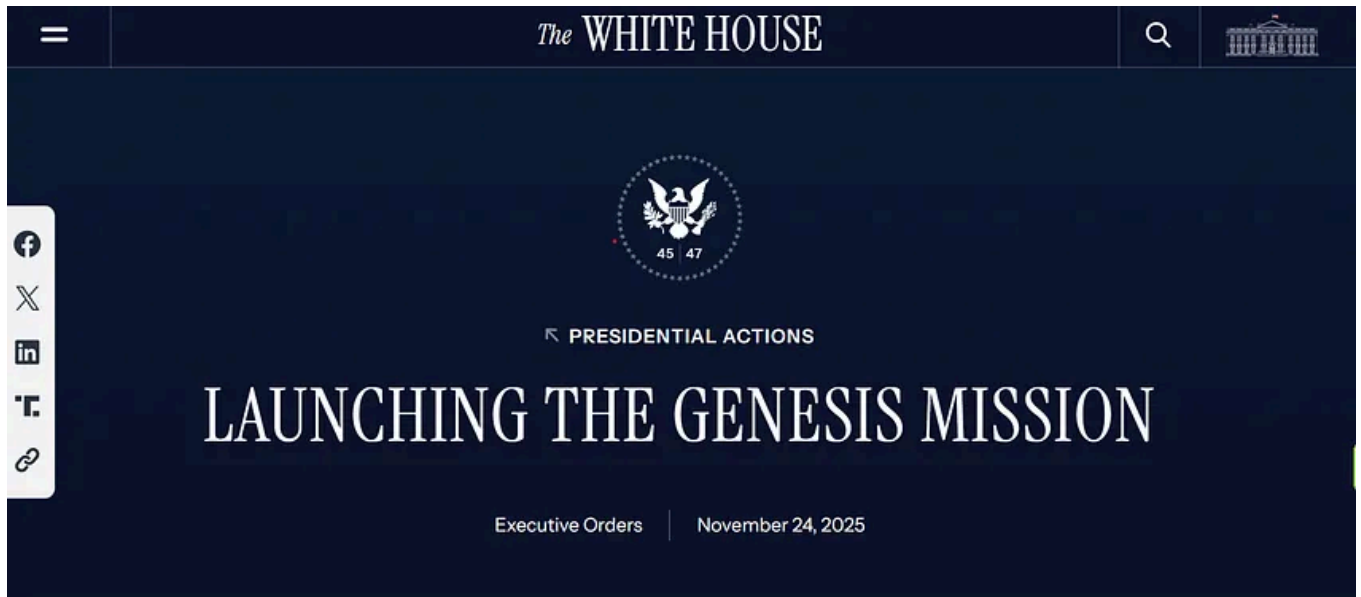 The WHITE HOUSE
45 | 47
PRESIDENTIAL ACTIONS
LAUNCHING THE GENESIS MISSION
Executive Orders | November 24, 2025